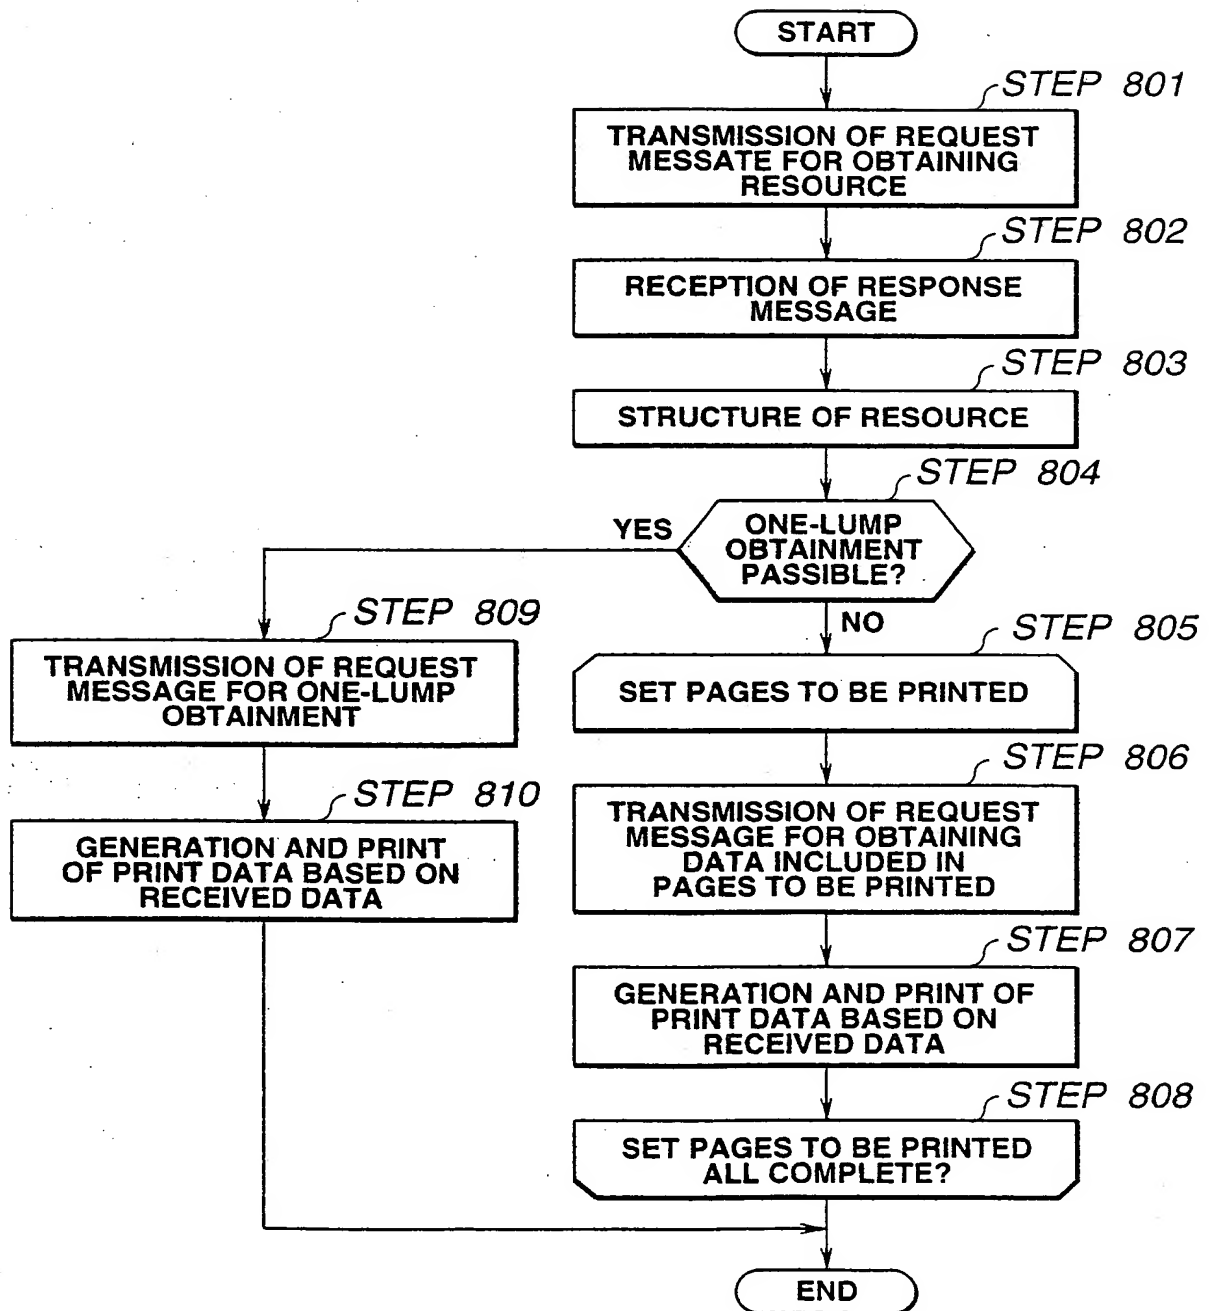 START
STEP 801
TRANSMISSION OF REQUEST
MESSATE FOR OBTAINING
RESOURCE
STEP 802
RECEPTION OF RESPONSE
MESSAGE
STEP 803
STRUCTURE OF RESOURCE
STEP 804
ONE-LUMP
OBTAINMENT
PASSIBLE?
YES
NO
STEP 805
SET PAGES TO BE PRINTED
STEP 806
TRANSMISSION OF REQUEST
MESSAGE FOR OBTAINING
DATA INCLUDED IN
PAGES TO BE PRINTED
STEP 807
GENERATION AND PRINT OF
PRINT DATA BASED ON
RECEIVED DATA
STEP 808
SET PAGES TO BE PRINTED
ALL COMPLETE?
STEP 809
TRANSMISSION OF REQUEST
MESSAGE FOR ONE-LUMP
OBTAINMENT
STEP 810
GENERATION AND PRINT
OF PRINT DATA BASED ON
RECEIVED DATA
END